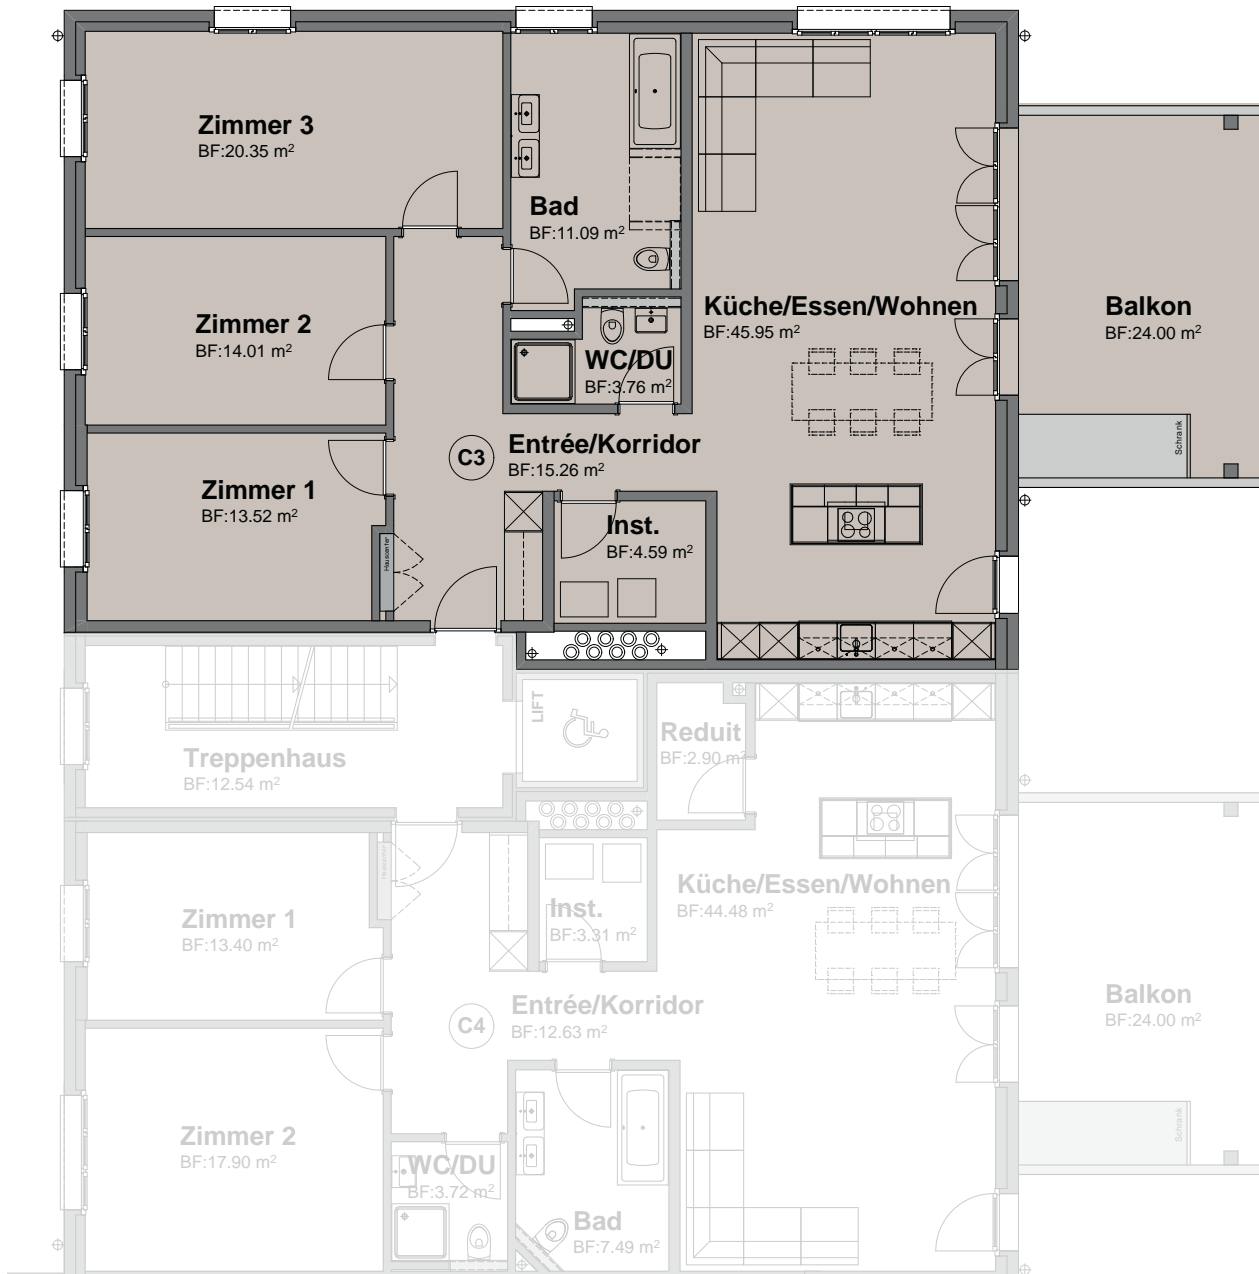 Zimmer 3
BF:20.35 m²
Bad
BF:11.09 m²
Zimmer 2
BF:14.01 m²
Küche/Essen/Wohnen
BF:45.95 m²
Balkon
BF:24.00 m²
WC/DU
BF:3.76 m²
C3
Entrée/Korridor
BF:15.26 m²
Schrank
Zimmer 1
BF:13.52 m²
Inst.
BF:4.59 m²
Treppenhaus
BF:12.54 m²
LIFT
Reduit
BF:2.90 m²
Zimmer 1
BF:13.40 m²
Inst.
BF:3.31 m²
Küche/Essen/Wohnen
BF:44.48 m²
C4
Entrée/Korridor
BF:12.63 m²
Balkon
BF:24.00 m²
Zimmer 2
BF:17.90 m²
WC/DU
BF:3.72 m²
Schrank
Bad
BF:7.49 m²